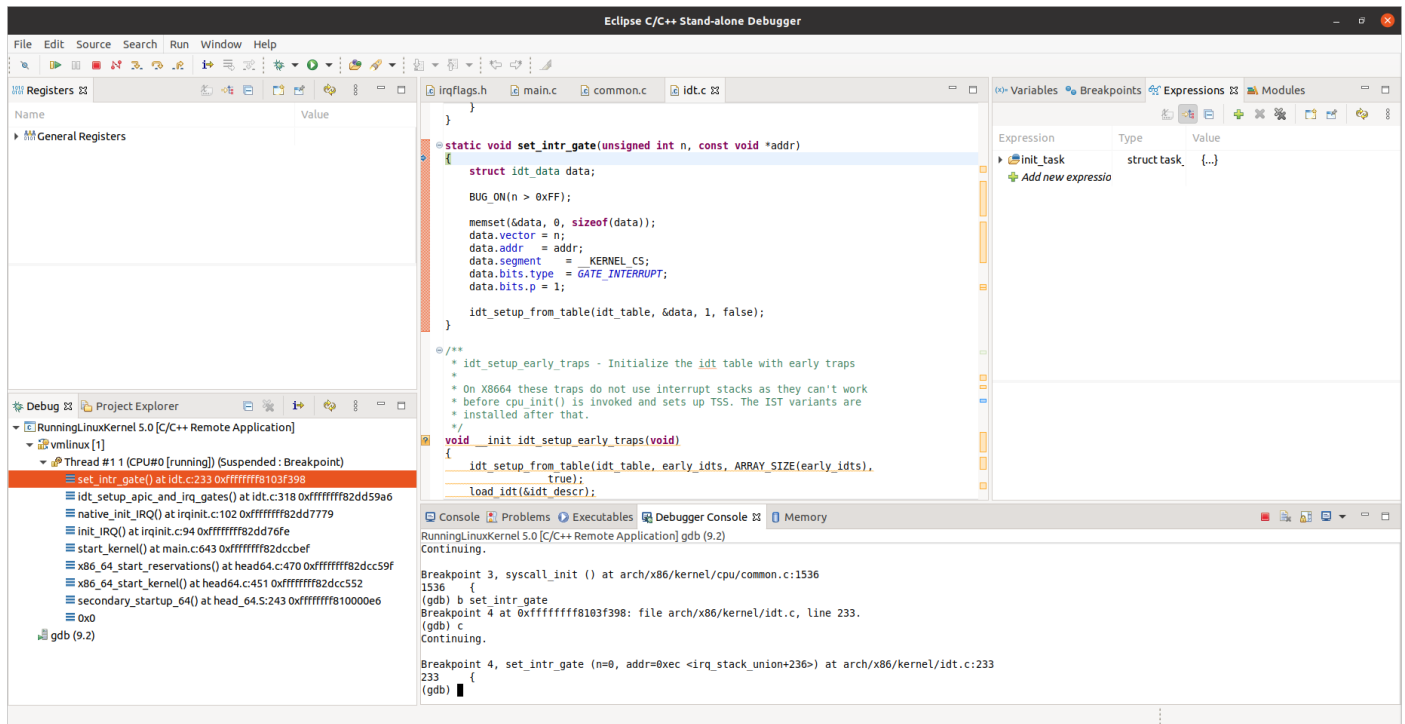 Eclipse C/C++ Stand-alone Debugger
File Edit Source Search Run Window Help
Registers
Name Value
General Registers
Debug Project Explorer
RunningLinuxKernel 5.0 [C/C++ Remote Application]
vmlinux [1]
Thread #1 1 (CPU#0 [running]) (Suspended : Breakpoint)
set_intr_gate() at idt.c:233 0xffffffff8103f398
idt_setup_apic_and_irq_gates() at idt.c:318 0xffffffff82dd59a6
native_init_IRQ() at irqinit.c:102 0xffffffff82dd7779
init_IRQ() at irqinit.c:94 0xffffffff82dd76fe
start_kernel() at main.c:643 0xffffffff82dccbef
x86_64_start_reservations() at head64.c:470 0xffffffff82dcc59f
x86_64_start_kernel() at head64.c:451 0xffffffff82dcc552
secondary_startup_64() at head_64.S:243 0xffffffff810000e6
0x0
gdb (9.2)
irqflags.h main.c common.c idt.c
}
}
static void set_intr_gate(unsigned int n, const void *addr)
{
struct idt_data data;
BUG_ON(n > 0xFF);
memset(&data, 0, sizeof(data));
data.vector = n;
data.addr = addr;
data.segment = __KERNEL_CS;
data.bits.type = GATE_INTERRUPT;
data.bits.p = 1;
idt_setup_from_table(idt_table, &data, 1, false);
}
/**
* idt_setup_early_traps - Initialize the idt table with early traps
*
* On X8664 these traps do not use interrupt stacks as they can't work
* before cpu_init() is invoked and sets up TSS. The IST variants are
* installed after that.
*/
void __init idt_setup_early_traps(void)
{
idt_setup_from_table(idt_table, early_idts, ARRAY_SIZE(early_idts),
true);
load_idt(&idt_descr);
Variables Breakpoints Expressions Modules
Expression Type Value
init_task struct task_ {...}
Add new expressio
Console Problems Executables Debugger Console Memory
RunningLinuxKernel 5.0 [C/C++ Remote Application] gdb (9.2)
Continuing.
Breakpoint 3, syscall_init () at arch/x86/kernel/cpu/common.c:1536
1536 {
(gdb) b set_intr_gate
Breakpoint 4 at 0xffffffff8103f398: file arch/x86/kernel/idt.c, line 233.
(gdb) c
Continuing.
Breakpoint 4, set_intr_gate (n=0, addr=0xec <irq_stack_union+236>) at arch/x86/kernel/idt.c:233
233 {
(gdb)